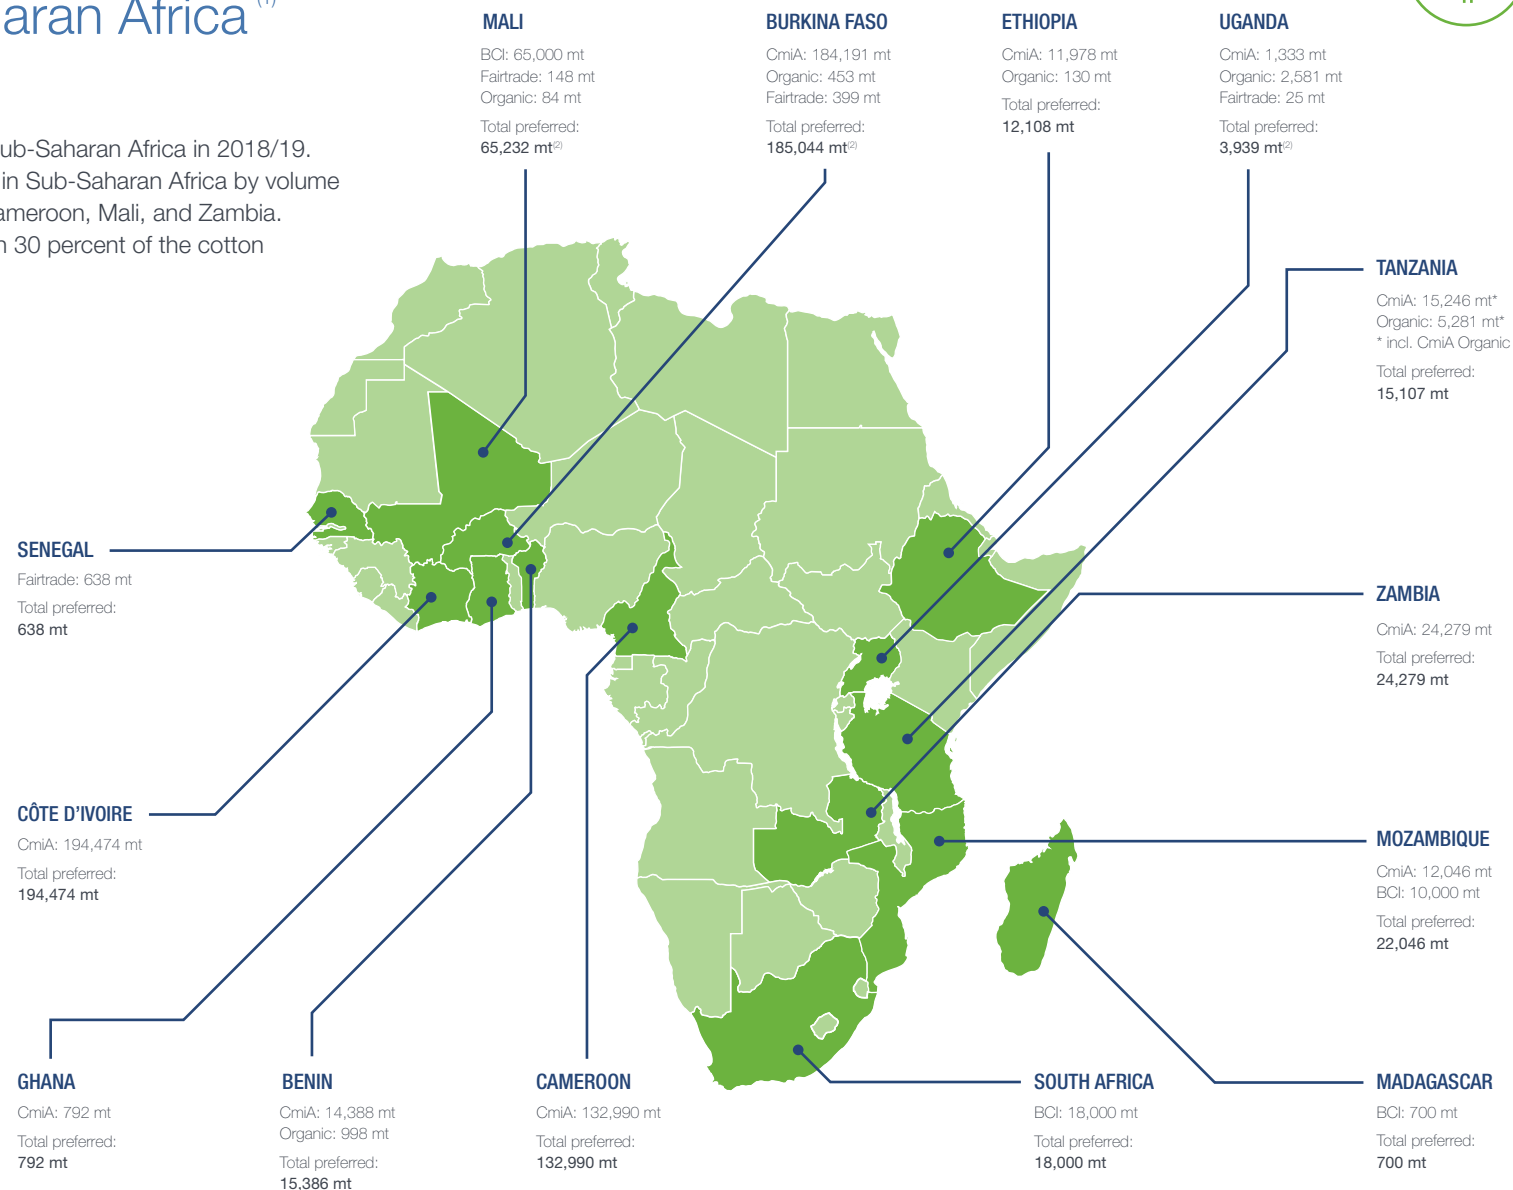 aran Africa (1)
ub-Saharan Africa in 2018/19.
in Sub-Saharan Africa by volume
ameroon, Mali, and Zambia.
n 30 percent of the cotton
MALI
BCI: 65,000 mt
Fairtrade: 148 mt
Organic: 84 mt
Total preferred:
65,232 mt(2)
BURKINA FASO
CmiA: 184,191 mt
Organic: 453 mt
Fairtrade: 399 mt
Total preferred:
185,044 mt(2)
ETHIOPIA
CmiA: 11,978 mt
Organic: 130 mt
Total preferred:
12,108 mt
UGANDA
CmiA: 1,333 mt
Organic: 2,581 mt
Fairtrade: 25 mt
Total preferred:
3,939 mt(2)
TANZANIA
CmiA: 15,246 mt*
Organic: 5,281 mt*
* incl. CmiA Organic
Total preferred:
15,107 mt
SENEGAL
Fairtrade: 638 mt
Total preferred:
638 mt
ZAMBIA
CmiA: 24,279 mt
Total preferred:
24,279 mt
CÔTE D'IVOIRE
CmiA: 194,474 mt
Total preferred:
194,474 mt
MOZAMBIQUE
CmiA: 12,046 mt
BCI: 10,000 mt
Total preferred:
22,046 mt
GHANA
CmiA: 792 mt
Total preferred:
792 mt
BENIN
CmiA: 14,388 mt
Organic: 998 mt
Total preferred:
15,386 mt
CAMEROON
CmiA: 132,990 mt
Total preferred:
132,990 mt
SOUTH AFRICA
BCI: 18,000 mt
Total preferred:
18,000 mt
MADAGASCAR
BCI: 700 mt
Total preferred:
700 mt